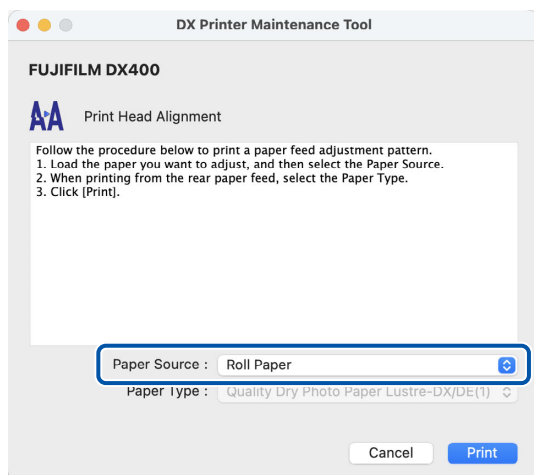 DX Printer Maintenance Tool
FUJIFILM DX400
Print Head Alignment
Follow the procedure below to print a paper feed adjustment pattern.
1. Load the paper you want to adjust, and then select the Paper Source.
2. When printing from the rear paper feed, select the Paper Type.
3. Click [Print].
Paper Source : Roll Paper
Paper Type : Quality Dry Photo Paper Lustre-DX/DE(1)
Cancel Print